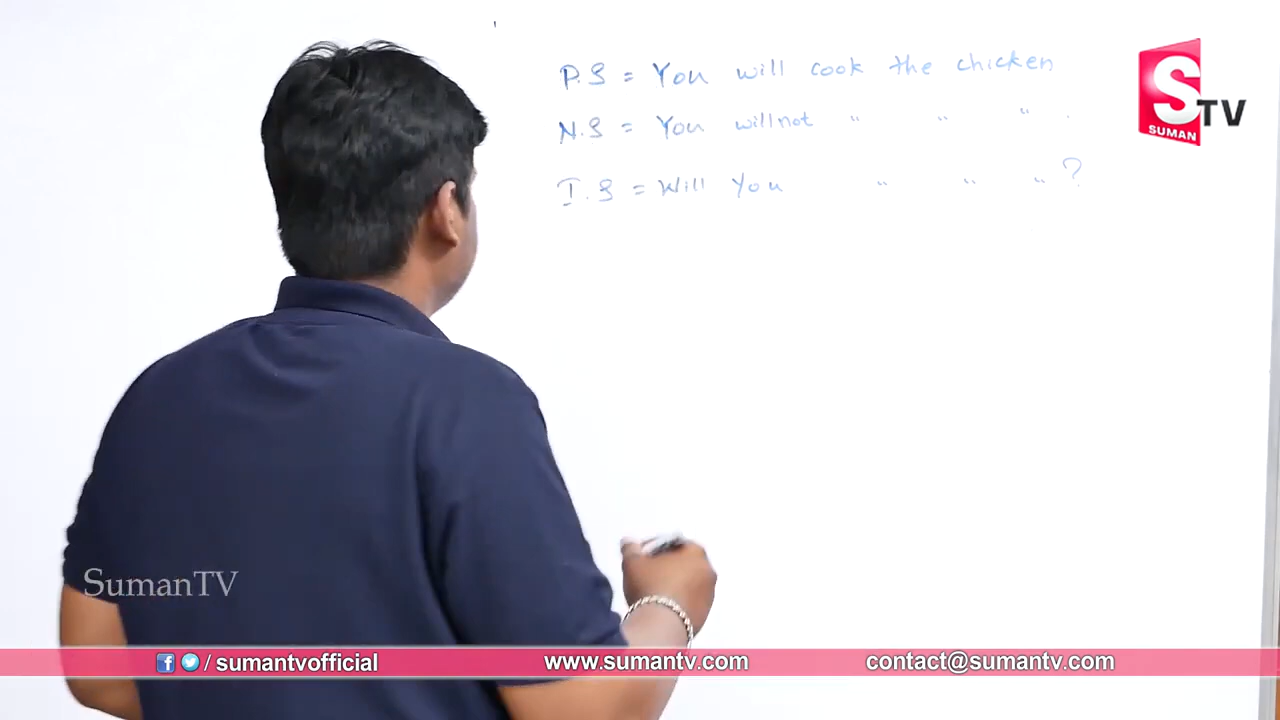 P.S = You will cook the chicken
N.S = You willnot " " " .
I.S = Will You " " " ?
S TV
SUMAN
SumanTV
/ sumantvofficial
www.sumantv.com
contact@sumantv.com